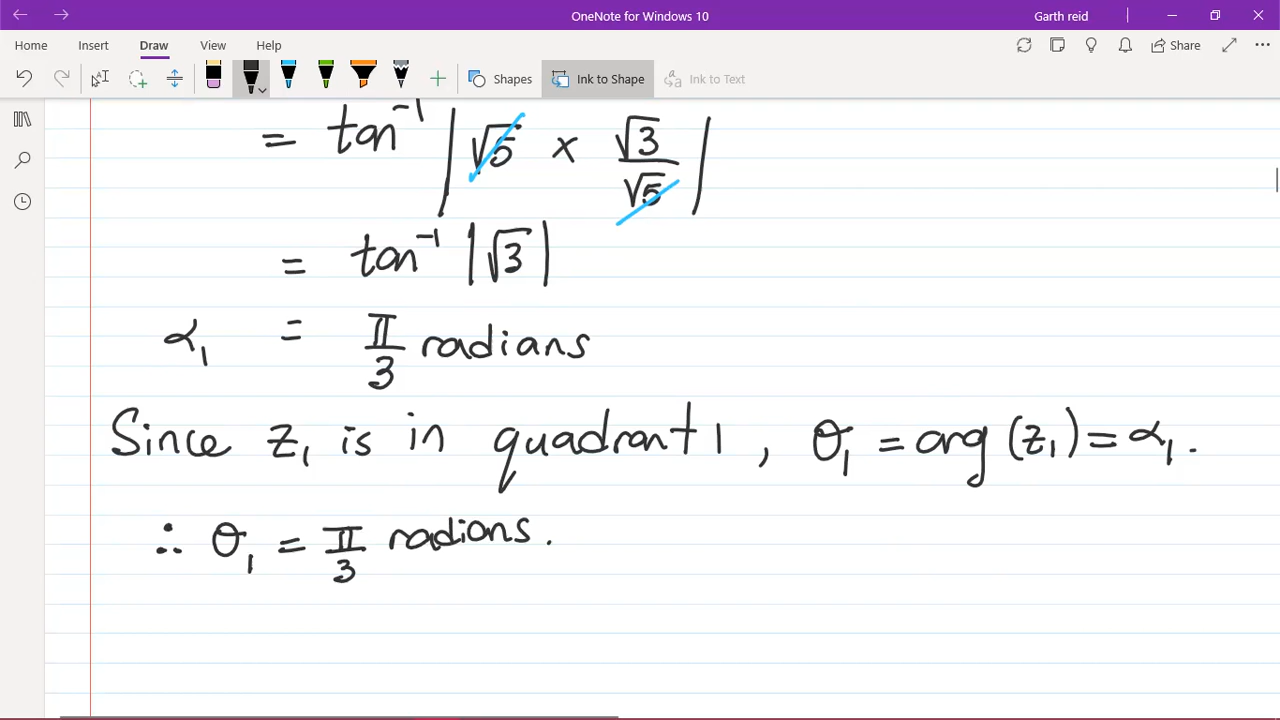 OneNote for Windows 10
Garth reid
Home Insert Draw View Help
Share
Shapes Ink to Shape Ink to Text
= tan⁻¹ |√5 × √3/√5|
= tan⁻¹ |√3|
α₁ = π/3 radians
Since z₁ is in quadrant 1, θ₁ = arg (z₁) = α₁.
∴ θ₁ = π/3 radians.